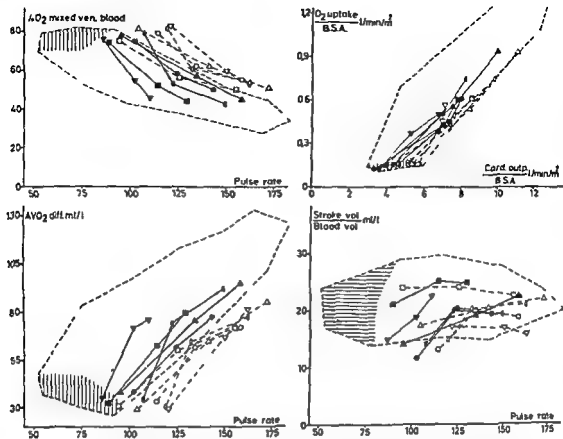 O₂ mixed ven. blood
80
60
40
20
0
50 75 100 125 150 175
Pulse rate
O₂ uptake
B.S.A. l/min/m²
1,2
0,9
0,6
0,3
0
0 2 4 6 8 10 12
Card. outp. l/min/m²
B.S.A.
AVO₂ diff. ml/l
130
105
80
55
30
50 75 100 125 150 175
Pulse rate
Stroke vol ml/l
Blood vol
40
30
20
10
0
50 75 100 125 150 175
Pulse rate